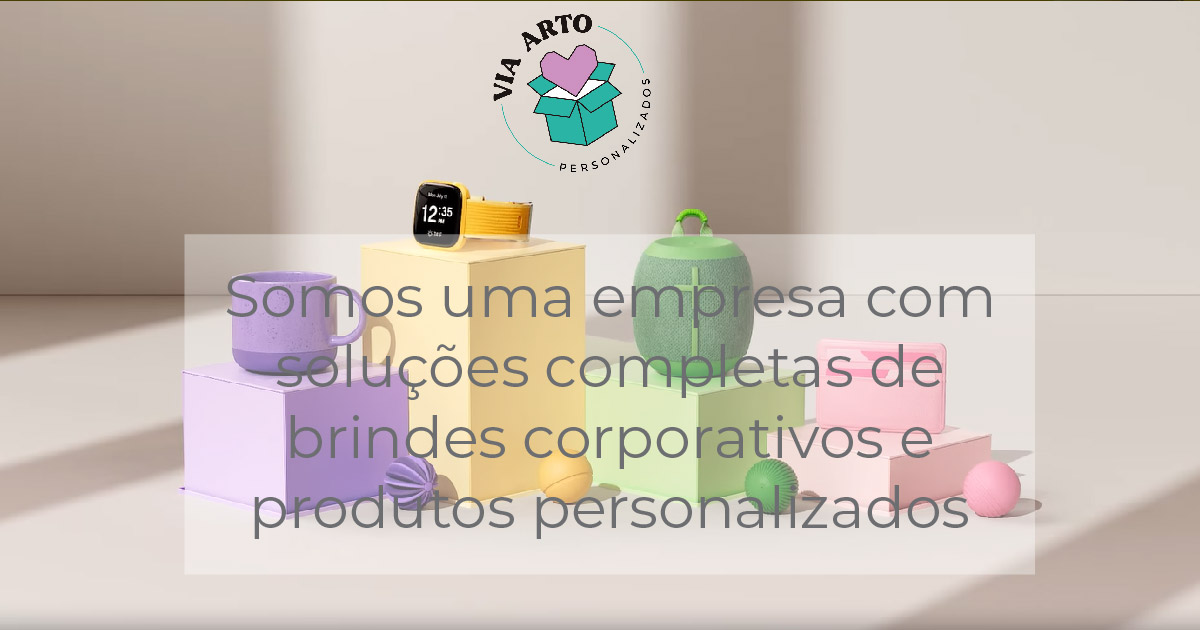 VIA ARTO
PERSONALIZADOS
12:35
Somos uma empresa com
soluções completas de
brindes corporativos e
produtos personalizados